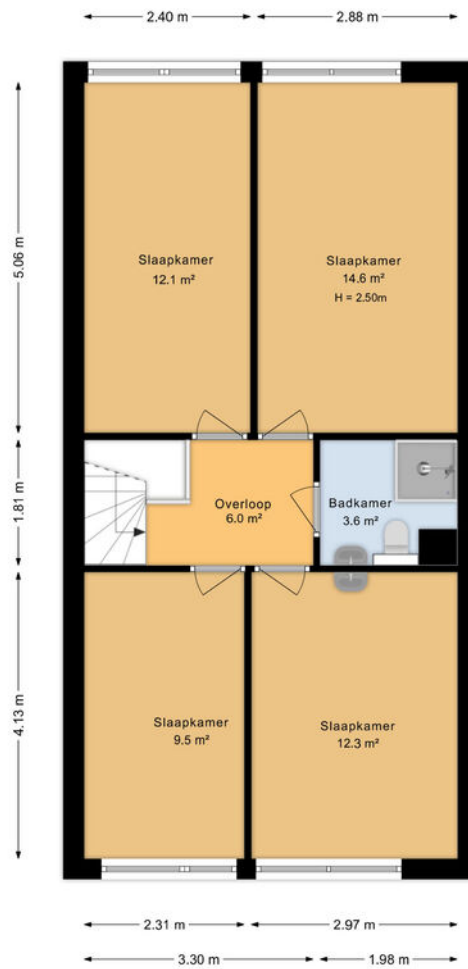 2.40 m
2.88 m
5.06 m
Slaapkamer
12.1 m²
Slaapkamer
14.6 m²
H = 2.50m
1.81 m
Overloop
6.0 m²
Badkamer
3.6 m²
4.13 m
Slaapkamer
9.5 m²
Slaapkamer
12.3 m²
2.31 m
2.97 m
3.30 m
1.98 m